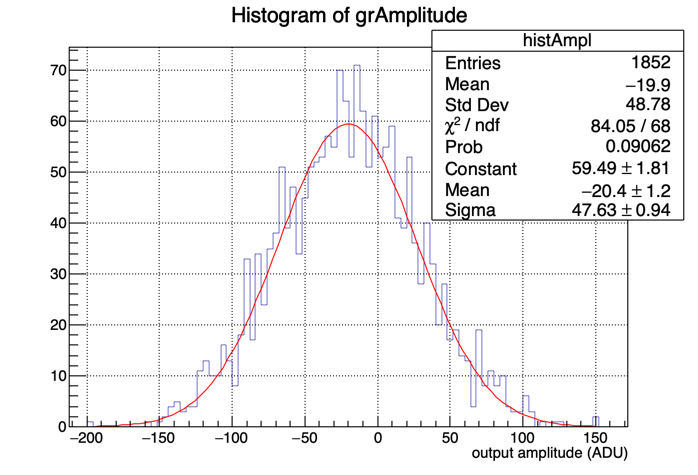 Histogram of grAmplitude
histAmpl
Entries 1852
Mean −19.9
Std Dev 48.78
χ² / ndf 84.05 / 68
Prob 0.09062
Constant 59.49 ± 1.81
Mean −20.4 ± 1.2
Sigma 47.63 ± 0.94
70
60
50
40
30
20
10
0
−200 −150 −100 −50 0 50 100 150
output amplitude (ADU)